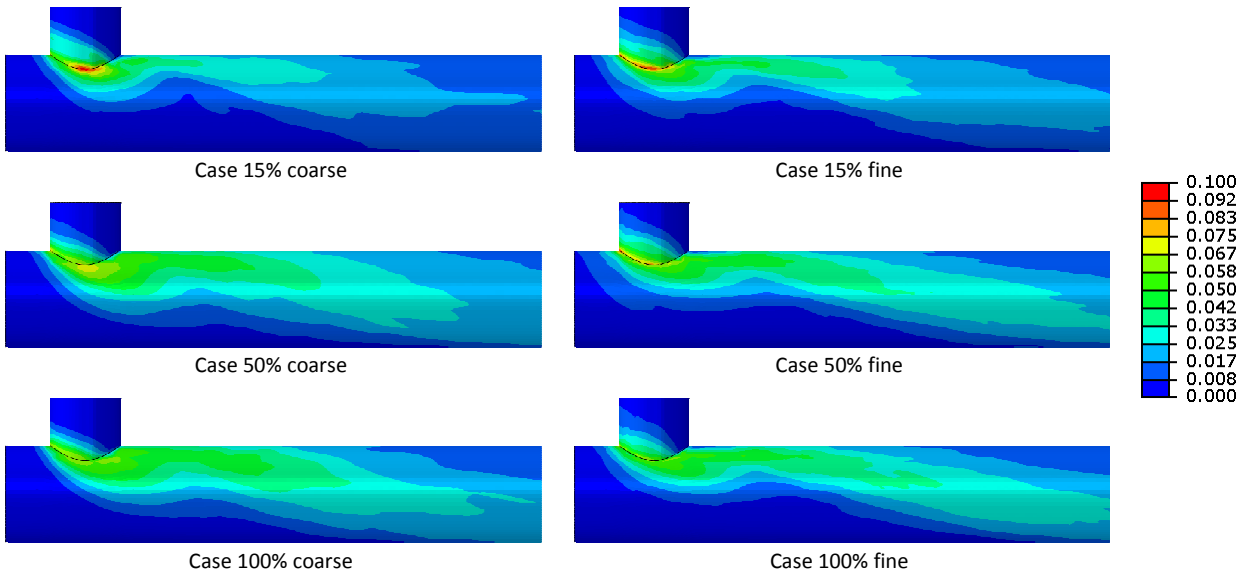 Case 15% coarse
Case 15% fine
Case 50% coarse
Case 50% fine
Case 100% coarse
Case 100% fine
0.100
0.092
0.083
0.075
0.067
0.058
0.050
0.042
0.033
0.025
0.017
0.008
0.000